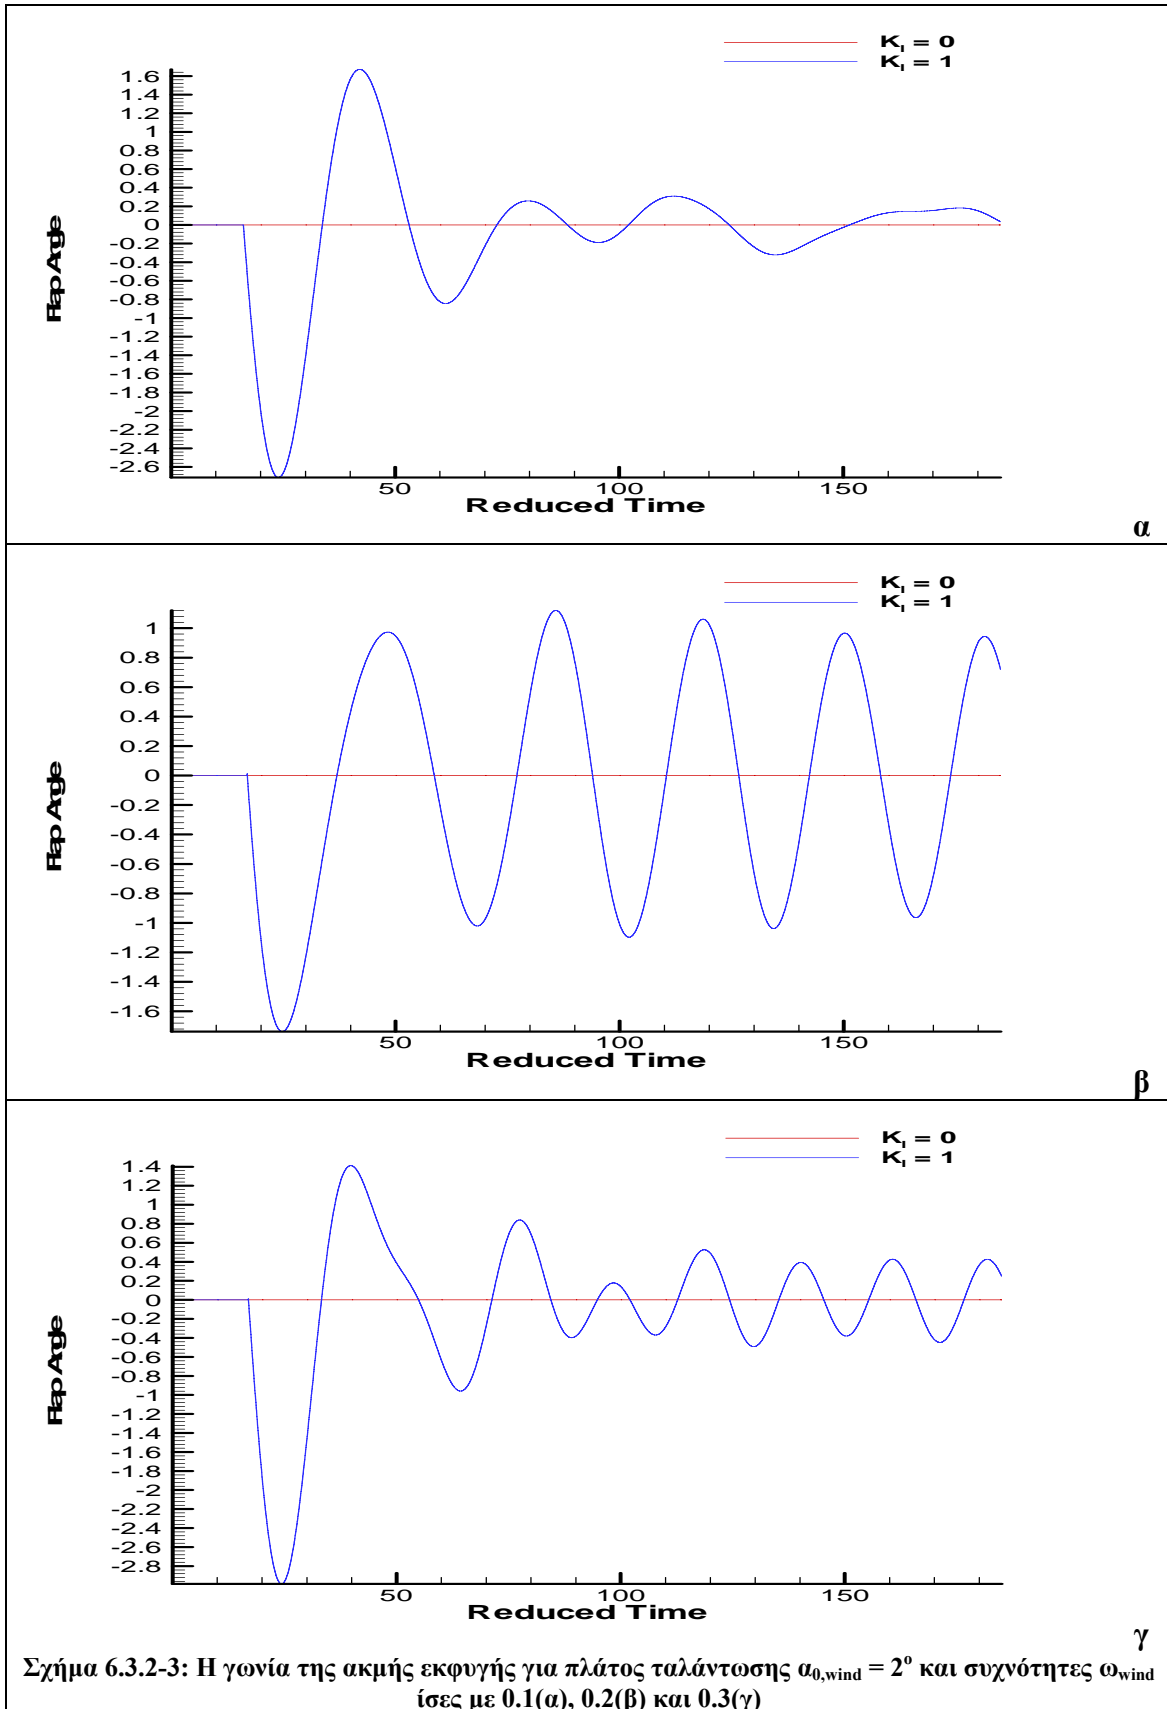 K_I = 0
K_I = 1
1.6
1.4
1.2
1
0.8
0.6
0.4
0.2
0
-0.2
-0.4
-0.6
-0.8
-1
-1.2
-1.4
-1.6
-1.8
-2
-2.2
-2.4
-2.6
Flap Angle
50 100 150
Reduced Time
α
K_I = 0
K_I = 1
1
0.8
0.6
0.4
0.2
0
-0.2
-0.4
-0.6
-0.8
-1
-1.2
-1.4
-1.6
Flap Angle
50 100 150
Reduced Time
β
K_I = 0
K_I = 1
1.4
1.2
1
0.8
0.6
0.4
0.2
0
-0.2
-0.4
-0.6
-0.8
-1
-1.2
-1.4
-1.6
-1.8
-2
-2.2
-2.4
-2.6
-2.8
Flap Angle
50 100 150
Reduced Time
γ
Σχήμα 6.3.2-3: Η γωνία της ακμής εκφυγής για πλάτος ταλάντωσης α0,wind = 2° και συχνότητες ωwind
ίσες με 0.1(α), 0.2(β) και 0.3(γ)